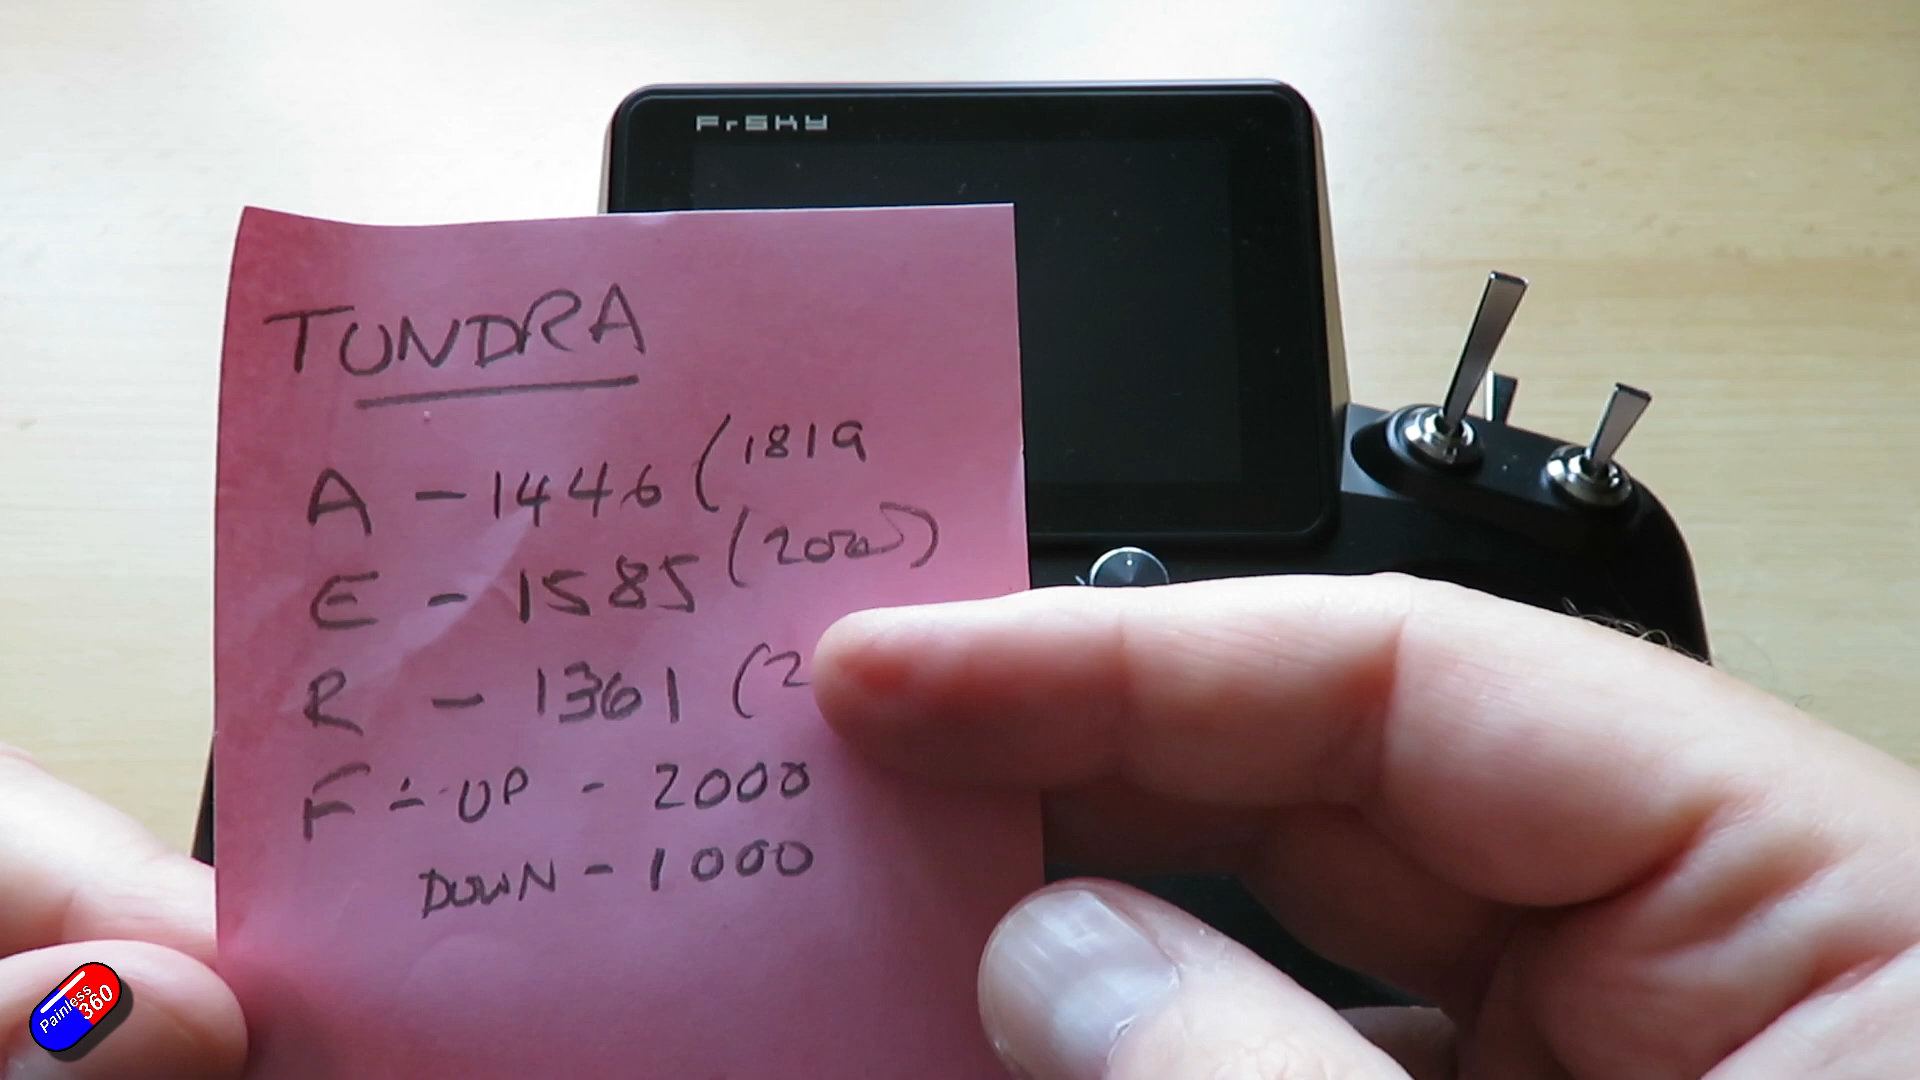 FrSKY
TUNDRA
A - 1446 (1819
E - 1585 (2000)
R - 1361 (2
F - UP - 2000
DOWN - 1000
Painless
360